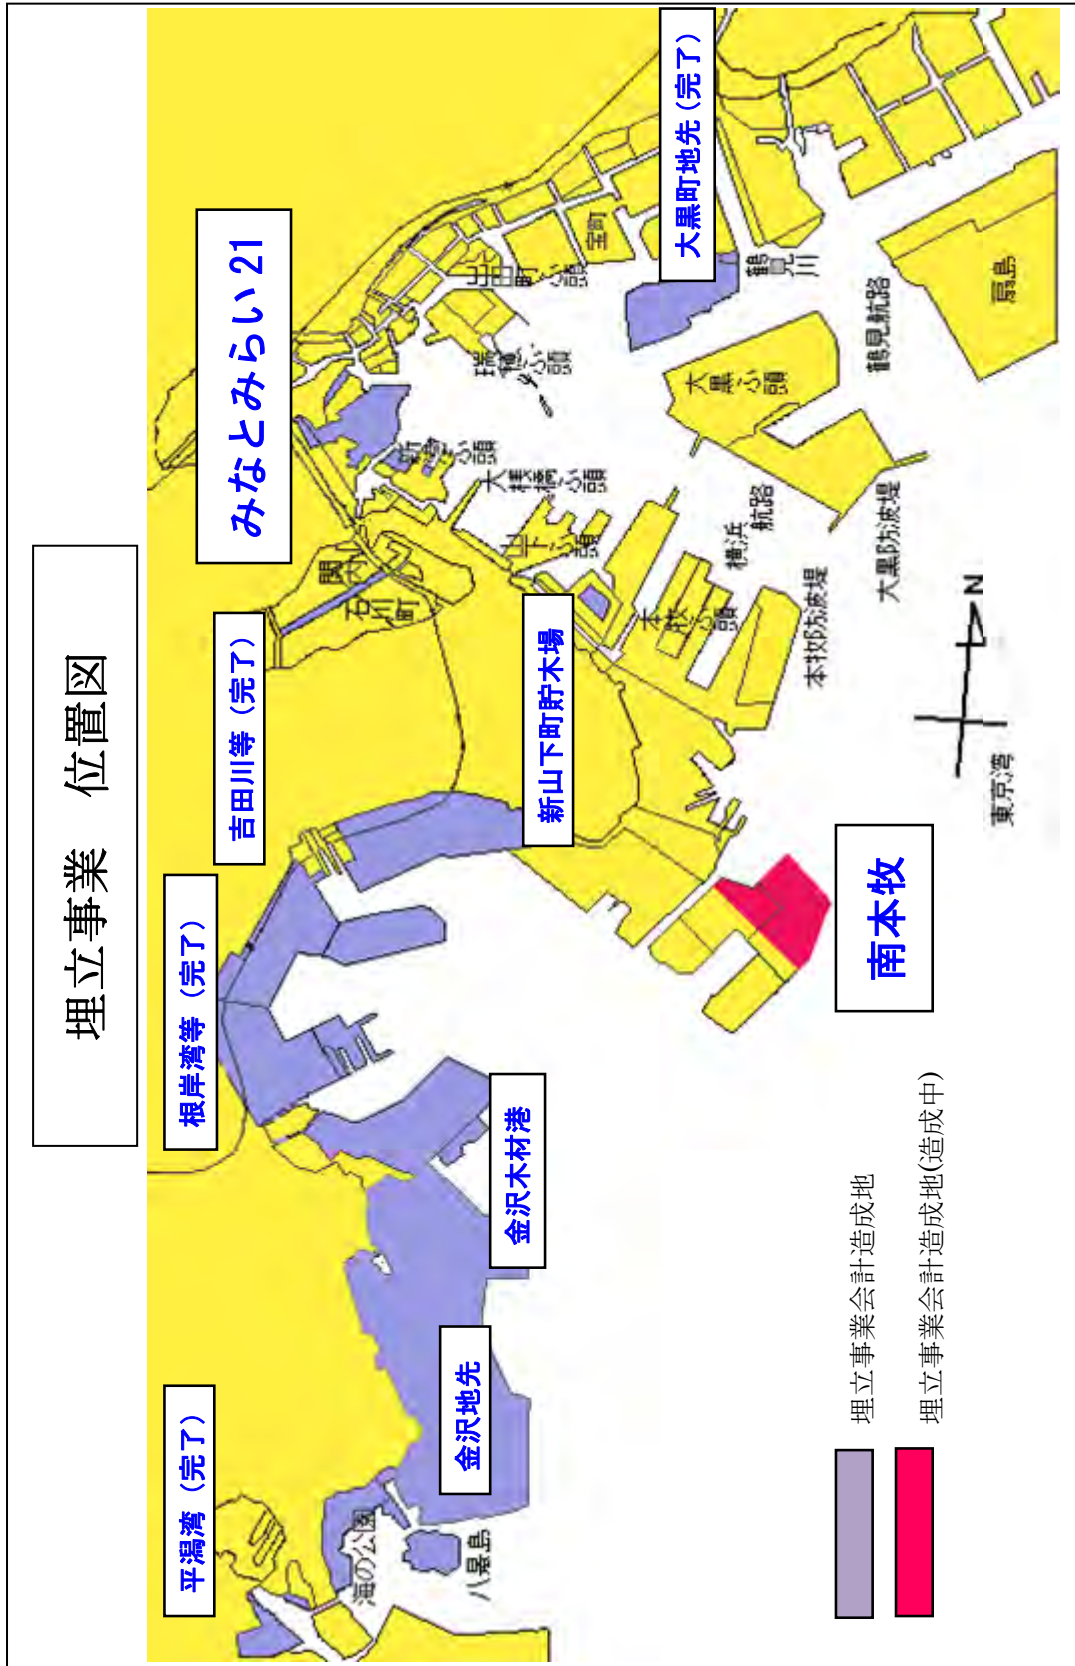 埋立事業　位置図
平潟湾（完了）
根岸湾等（完了）
吉田川等（完了）
みなとみらい21
大黒町地先（完了）
金沢地先
金沢木材港
新山下町貯木場
南本牧
海の公園
八景島
関内
石川町
新港ふ頭
大桟橋ふ頭
山下ふ頭
本牧ふ頭
瑞穂ふ頭
出田町ふ頭
宝町
大黒ふ頭
鶴見川
鶴見航路
扇島
横浜
航路
本牧防波堤
大黒防波堤
東京湾
N
埋立事業会計造成地
埋立事業会計造成地(造成中)